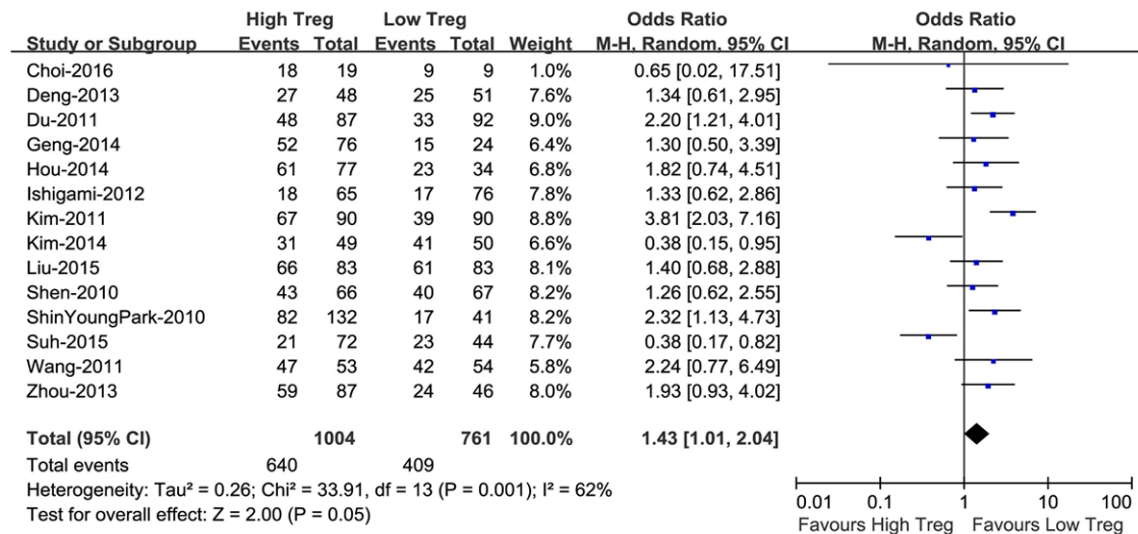 High Treg Low Treg Odds Ratio Odds Ratio
Study or Subgroup Events Total Events Total Weight M-H, Random, 95% CI M-H, Random, 95% CI
Choi-2016 18 19 9 9 1.0% 0.65 [0.02, 17.51]
Deng-2013 27 48 25 51 7.6% 1.34 [0.61, 2.95]
Du-2011 48 87 33 92 9.0% 2.20 [1.21, 4.01]
Geng-2014 52 76 15 24 6.4% 1.30 [0.50, 3.39]
Hou-2014 61 77 23 34 6.8% 1.82 [0.74, 4.51]
Ishigami-2012 18 65 17 76 7.8% 1.33 [0.62, 2.86]
Kim-2011 67 90 39 90 8.8% 3.81 [2.03, 7.16]
Kim-2014 31 49 41 50 6.6% 0.38 [0.15, 0.95]
Liu-2015 66 83 61 83 8.1% 1.40 [0.68, 2.88]
Shen-2010 43 66 40 67 8.2% 1.26 [0.62, 2.55]
ShinYoungPark-2010 82 132 17 41 8.2% 2.32 [1.13, 4.73]
Suh-2015 21 72 23 44 7.7% 0.38 [0.17, 0.82]
Wang-2011 47 53 42 54 5.8% 2.24 [0.77, 6.49]
Zhou-2013 59 87 24 46 8.0% 1.93 [0.93, 4.02]
Total (95% CI) 1004 761 100.0% 1.43 [1.01, 2.04]
Total events 640 409
Heterogeneity: Tau² = 0.26; Chi² = 33.91, df = 13 (P = 0.001); I² = 62%
Test for overall effect: Z = 2.00 (P = 0.05)
0.01 0.1 1 10 100
Favours High Treg Favours Low Treg